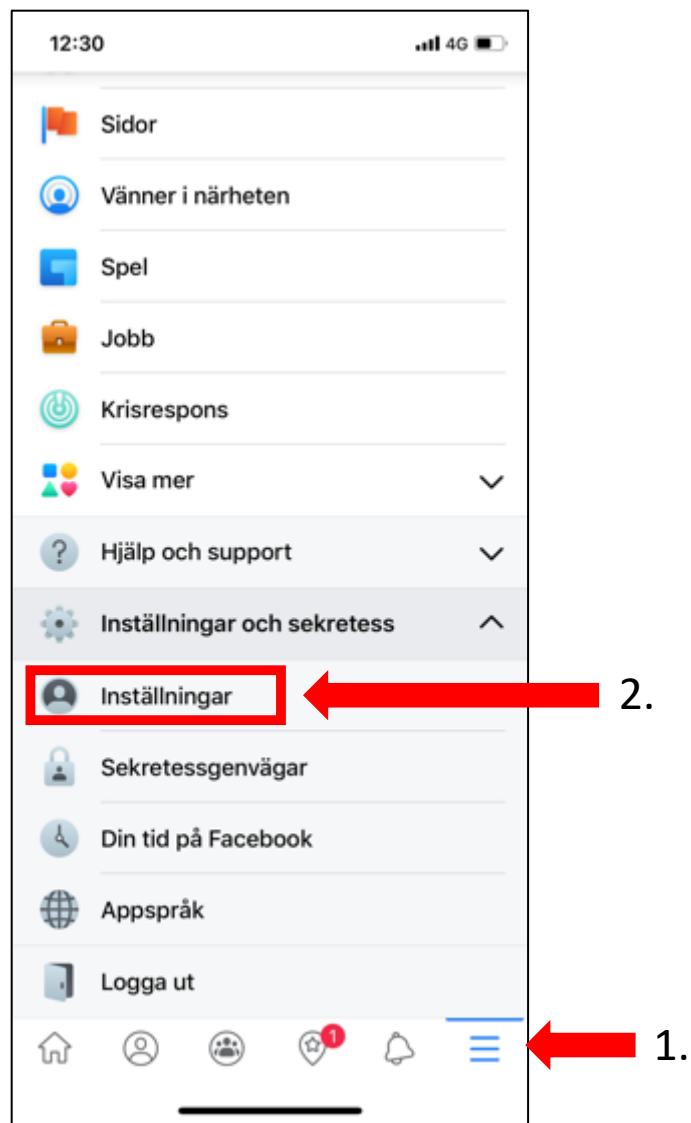 12:30 4G
Sidor
Vänner i närheten
Spel
Jobb
Krisrespons
Visa mer
Hjälp och support
Inställningar och sekretess
Inställningar
2.
Sekretessgenvägar
Din tid på Facebook
Appspråk
Logga ut
1
1.